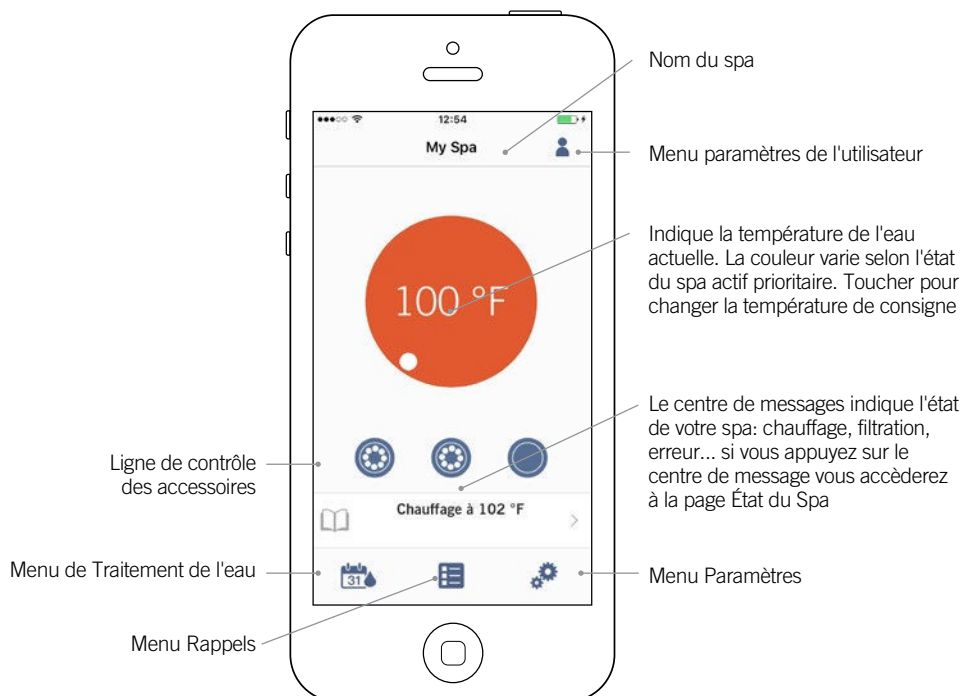 Nom du spa
12:54
My Spa
Menu paramètres de l'utilisateur
Indique la température de l'eau
actuelle. La couleur varie selon l'état
du spa actif prioritaire. Toucher pour
changer la température de consigne
100 °F
Le centre de messages indique l'état
de votre spa: chauffage, filtration,
erreur... si vous appuyez sur le
centre de message vous accèderez
à la page État du Spa
Ligne de contrôle
des accessoires
Chauffage à 102 °F
Menu de Traitement de l'eau
31
Menu Paramètres
Menu Rappels